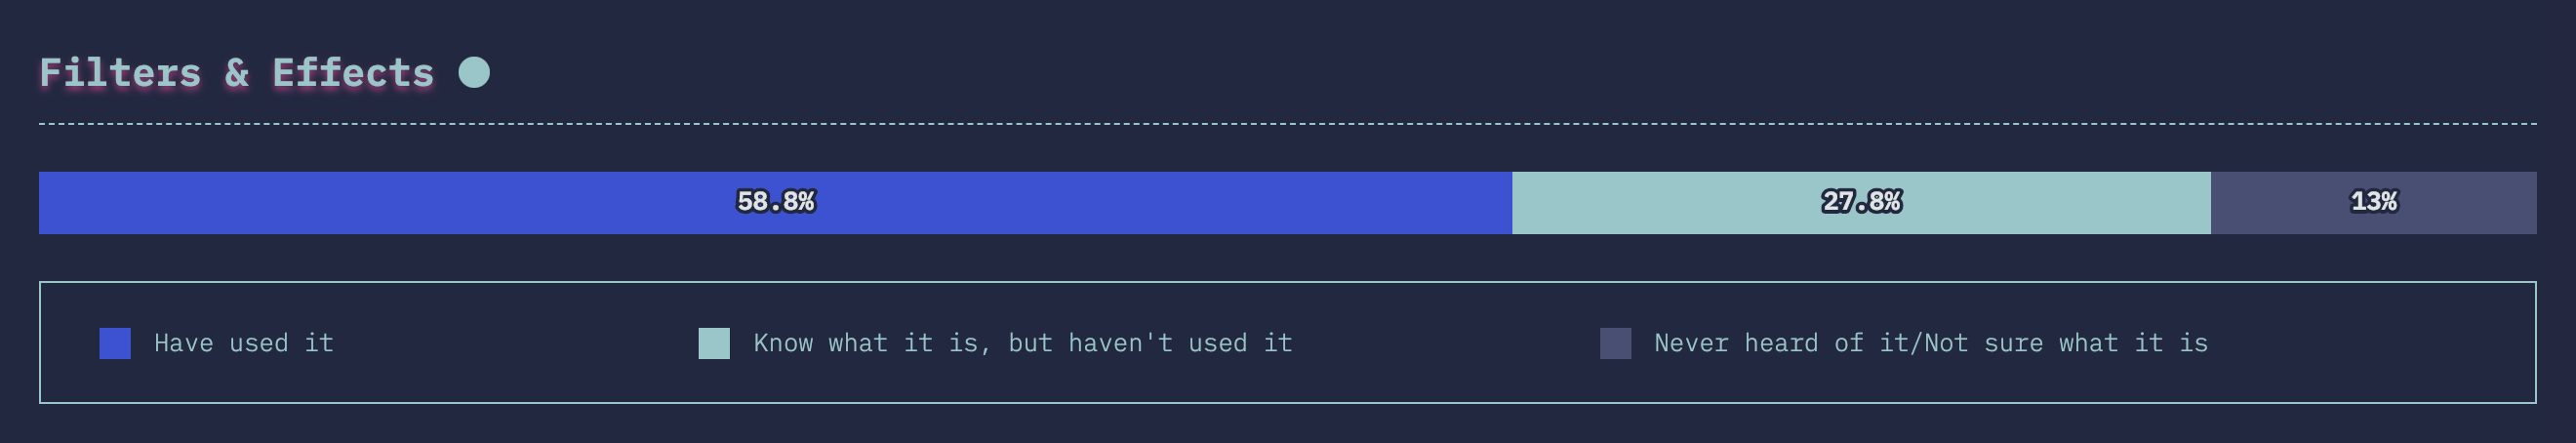 Filters & Effects
58.8% 27.8% 13%
Have used it Know what it is, but haven't used it Never heard of it/Not sure what it is